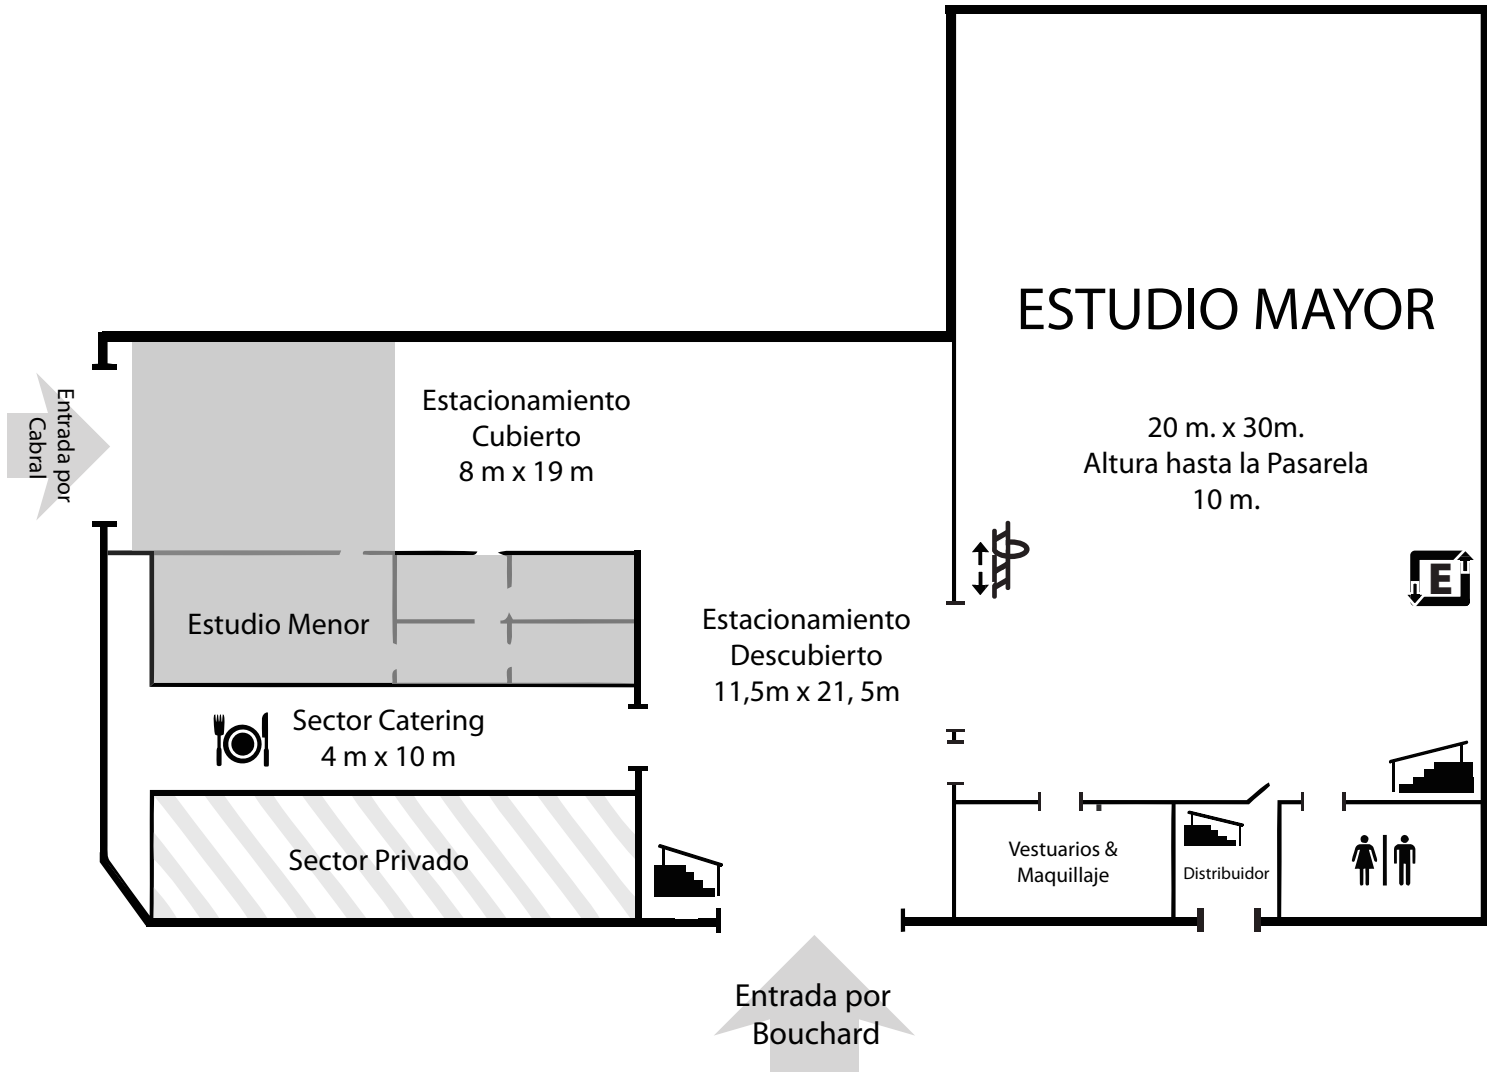 ESTUDIO MAYOR
20 m. x 30m.
Altura hasta la Pasarela
10 m.
E
Entrada por
Cabral
Estacionamiento
Cubierto
8 m x 19 m
Estudio Menor
Estacionamiento
Descubierto
11,5m x 21, 5m
Sector Catering
4 m x 10 m
Sector Privado
Vestuarios &
Maquillaje
Distribuidor
Entrada por
Bouchard